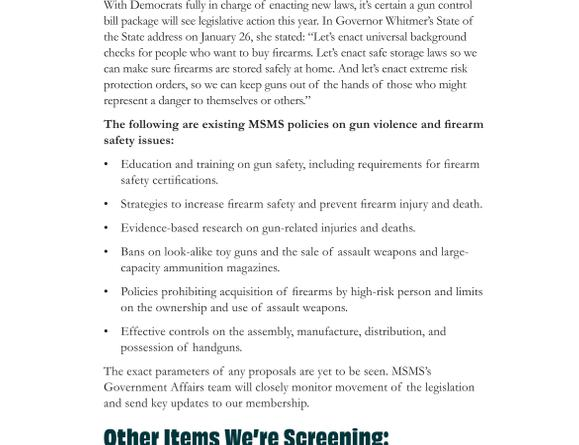 With Democrats fully in charge of enacting new laws, it’s certain a gun control
bill package will see legislative action this year. In Governor Whitmer’s State of
the State address on January 26, she stated: “Let’s enact universal background
checks for people who want to buy firearms. Let’s enact safe storage laws so we
can make sure firearms are stored safely at home. And let’s enact extreme risk
protection orders, so we can keep guns out of the hands of those who might
represent a danger to themselves or others.”
The following are existing MSMS policies on gun violence and firearm
safety issues:
• Education and training on gun safety, including requirements for firearm
safety certifications.
• Strategies to increase firearm safety and prevent firearm injury and death.
• Evidence-based research on gun-related injuries and deaths.
• Bans on look-alike toy guns and the sale of assault weapons and large-
capacity ammunition magazines.
• Policies prohibiting acquisition of firearms by high-risk person and limits
on the ownership and use of assault weapons.
• Effective controls on the assembly, manufacture, distribution, and
possession of handguns.
The exact parameters of any proposals are yet to be seen. MSMS’s
Government Affairs team will closely monitor movement of the legislation
and send key updates to our membership.
Other Items We’re Screening: